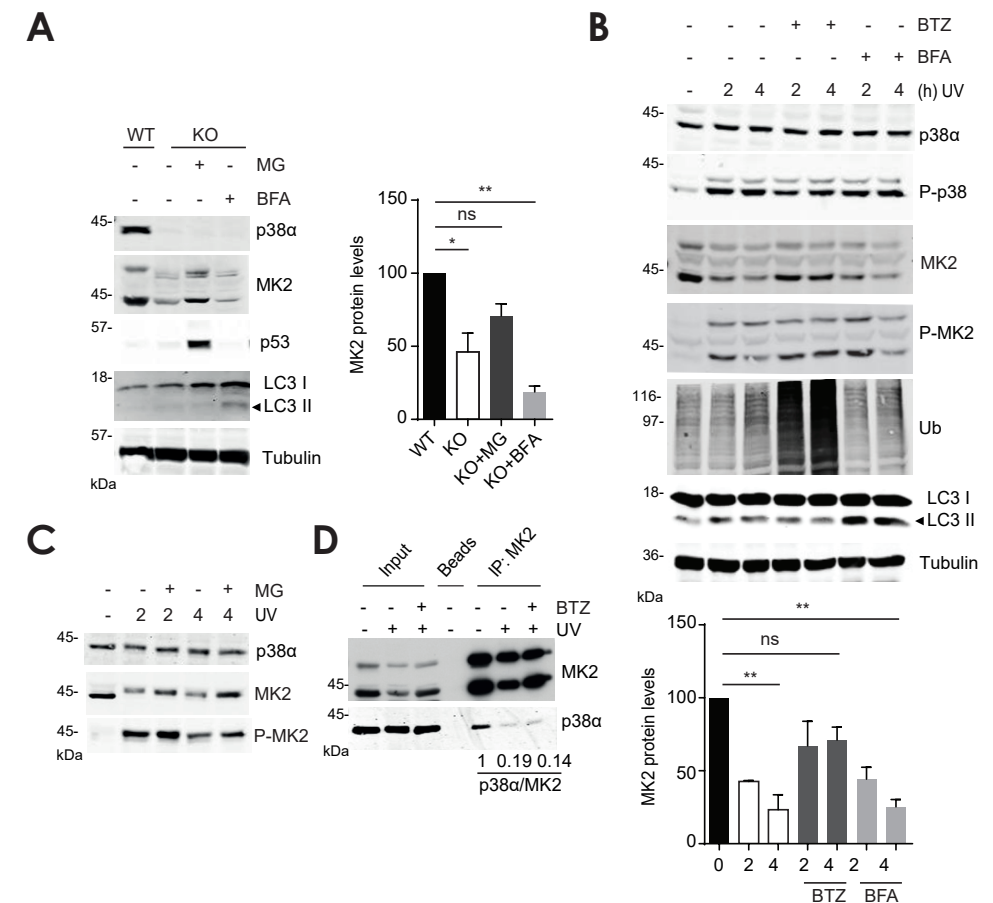 A
WT KO
- - + - MG
- - - + BFA
45- p38α
45- MK2
57- p53
18- LC3 I
◄LC3 II
57- Tubulin
kDa
MK2 protein levels
150
100
50
0
**
ns
*
WT
KO
KO+MG
KO+BFA
B
- - - + + - - BTZ
- - - - - + + BFA
- 2 4 2 4 2 4 (h) UV
45- p38α
45- P-p38
45- MK2
45- P-MK2
116-
97- Ub
18- LC3 I
◄LC3 II
36- Tubulin
kDa
MK2 protein levels
150
100
50
0
**
ns
**
0 2 4 2 4 2 4
BTZ BFA
C
- - + - + MG
- 2 2 4 4 UV
45- p38α
45- MK2
45- P-MK2
kDa
D
Input Beads IP: MK2
- - + - - - + BTZ
- + + - - + + UV
45- MK2
45- p38α
kDa
1 0.19 0.14
p38α/MK2